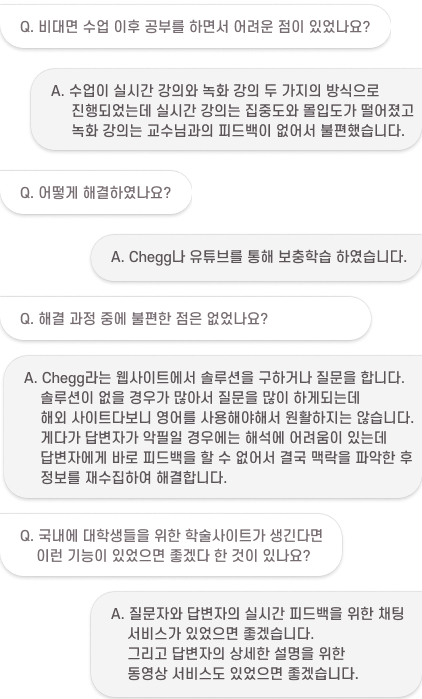 Q. 비대면 수업 이후 공부를 하면서 어려운 점이 있었나요?
A. 수업이 실시간 강의와 녹화 강의 두 가지의 방식으로
진행되었는데 실시간 강의는 집중도와 몰입도가 떨어졌고
녹화 강의는 교수님과의 피드백이 없어서 불편했습니다.
Q. 어떻게 해결하였나요?
A. Chegg나 유튜브를 통해 보충학습 하였습니다.
Q. 해결 과정 중에 불편한 점은 없었나요?
A. Chegg라는 웹사이트에서 솔루션을 구하거나 질문을 합니다.
솔루션이 없을 경우가 많아서 질문을 많이 하게되는데
해외 사이트다보니 영어를 사용해야해서 원활하지는 않습니다.
게다가 답변자가 악필일 경우에는 해석에 어려움이 있는데
답변자에게 바로 피드백을 할 수 없어서 결국 맥락을 파악한 후
정보를 재수집하여 해결합니다.
Q. 국내에 대학생들을 위한 학술사이트가 생긴다면
이런 기능이 있었으면 좋겠다 한 것이 있나요?
A. 질문자와 답변자의 실시간 피드백을 위한 채팅
서비스가 있었으면 좋겠습니다.
그리고 답변자의 상세한 설명을 위한
동영상 서비스도 있었으면 좋겠습니다.